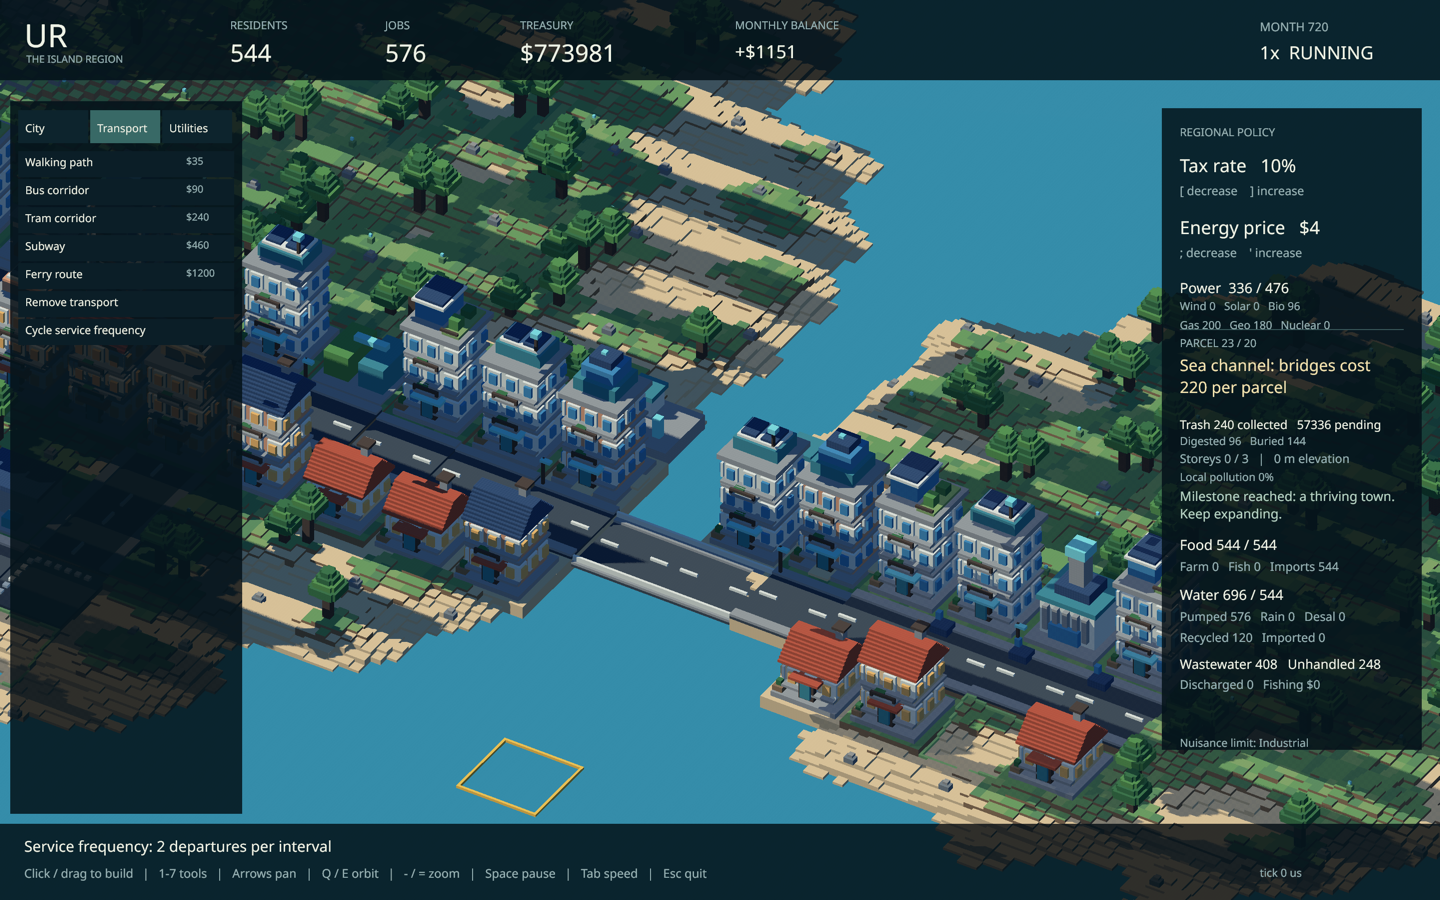 UR
THE ISLAND REGION
RESIDENTS
544
JOBS
576
TREASURY
$773981
MONTHLY BALANCE
+$1151
MONTH 720
1x RUNNING
City Transport Utilities
Walking path $35
Bus corridor $90
Tram corridor $240
Subway $460
Ferry route $1200
Remove transport
Cycle service frequency
REGIONAL POLICY
Tax rate 10%
[ decrease ] increase
Energy price $4
; decrease ' increase
Power 336 / 476
Wind 0 Solar 0 Bio 96
Gas 200 Geo 180 Nuclear 0
PARCEL 23 / 20
Sea channel: bridges cost
220 per parcel
Trash 240 collected 57336 pending
Digested 96 Buried 144
Storeys 0 / 3 | 0 m elevation
Local pollution 0%
Milestone reached: a thriving town.
Keep expanding.
Food 544 / 544
Farm 0 Fish 0 Imports 544
Water 696 / 544
Pumped 576 Rain 0 Desal 0
Recycled 120 Imported 0
Wastewater 408 Unhandled 248
Discharged 0 Fishing $0
Nuisance limit: Industrial
Service frequency: 2 departures per interval
Click / drag to build | 1-7 tools | Arrows pan | Q / E orbit | - / = zoom | Space pause | Tab speed | Esc quit
tick 0 us